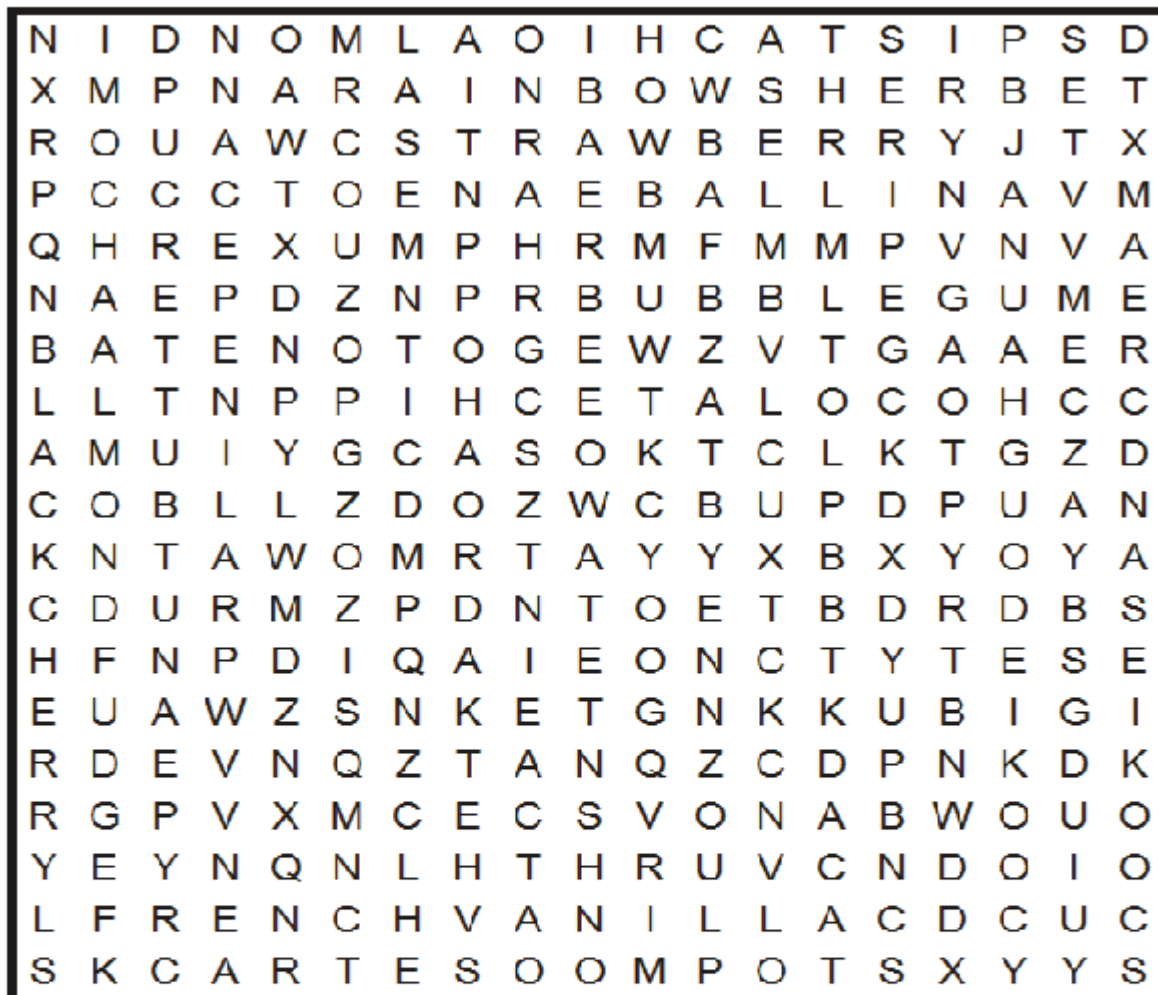 N I D N O M L A O I H C A T S I P S D
X M P N A R A I N B O W S H E R B E T
R O U A W C S T R A W B E R R Y J T X
P C C C T O E N A E B A L L I N A V M
Q H R E X U M P H R M F M M P V N V A
N A E P D Z N P R B U B B L E G U M E
B A T E N O T O G E W Z V T G A A E R
L L T N P P I H C E T A L O C O H C C
A M U I Y G C A S O K T C L K T G Z D
C O B L L Z D O Z W C B U P D P U A N
K N T A W O M R T A Y Y X B X Y O Y A
C D U R M Z P D N T O E T B D R D B S
H F N P D I Q A I E O N C T Y T E S E
E U A W Z S N K E T G N K K U B I G I
R D E V N Q Z T A N Q Z C D P N K D K
R G P V X M C E C S V O N A B W O U O
Y E Y N Q N L H T H R U V C N D O I O
L F R E N C H V A N I L L A C D C U C
S K C A R T E S O O M P O T S X Y Y S